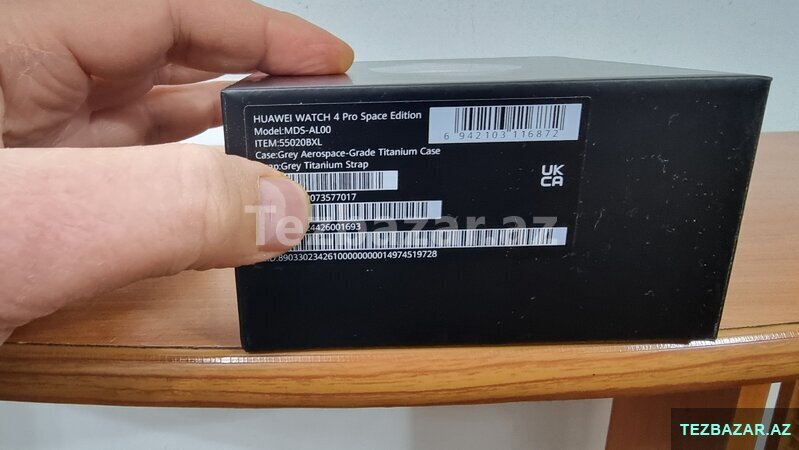 HUAWEI WATCH 4 Pro Space Edition
Model:MDS-AL00
ITEM:55020BXL
6 942103 116872
Case:Grey Aerospace-Grade Titanium Case
Grey Titanium Strap
UK
CA
073577017
24426001693
89033023426100000000014974519728
Tezbazar.az
TEZBAZAR.AZ